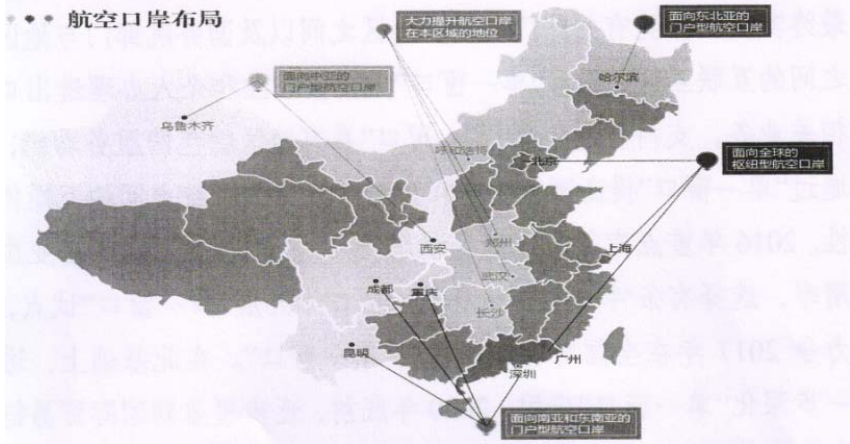 航空口岸布局
大力提升航空口岸
在本区域的地位
面向东北亚的
门户型航空口岸
面向中亚的
门户型航空口岸
哈尔滨
乌鲁木齐
呼和浩特
北京
面向全球的
枢纽型航空口岸
西安
郑州
上海
武汉
成都
重庆
长沙
昆明
广州
深圳
面向南亚和东南亚的
门户型航空口岸